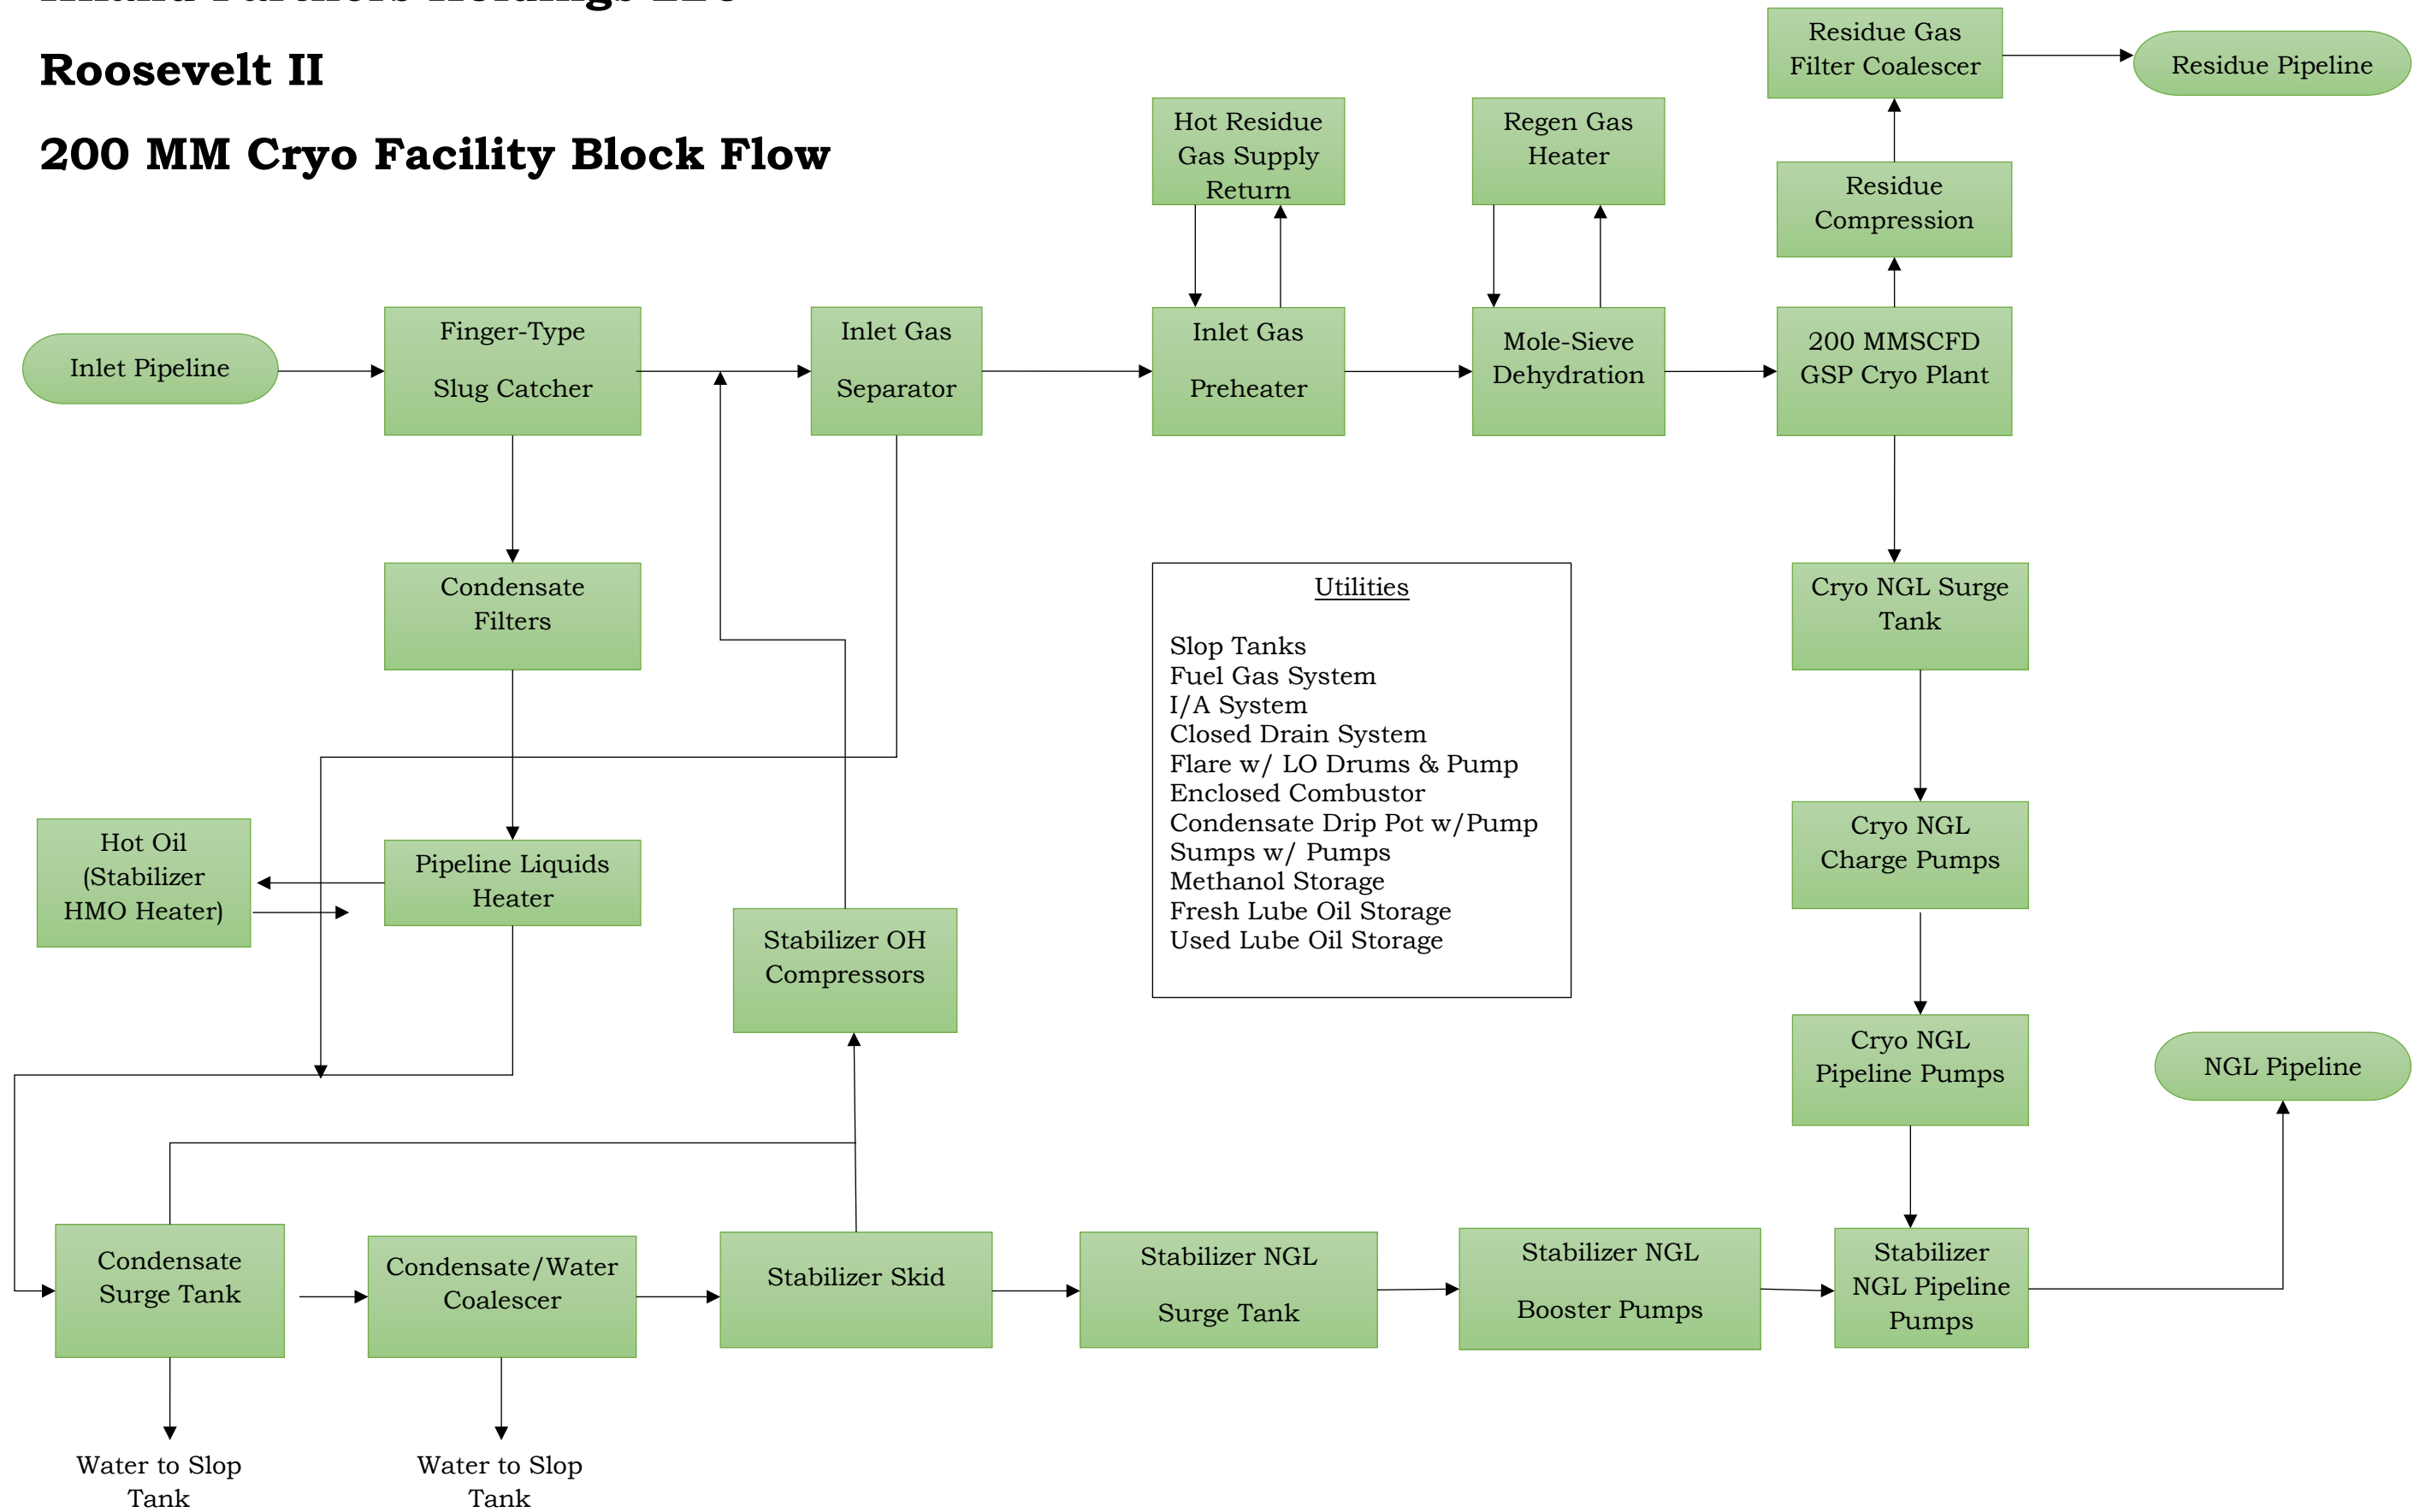 Partners Holdings LLC
Roosevelt II
200 MM Cryo Facility Block Flow
Residue Gas
Filter Coalescer
Residue Pipeline
Hot Residue
Gas Supply
Return
Regen Gas
Heater
Residue
Compression
Inlet Pipeline
Finger-Type
Slug Catcher
Inlet Gas
Separator
Inlet Gas
Preheater
Mole-Sieve
Dehydration
200 MMSCFD
GSP Cryo Plant
Condensate
Filters
Utilities
Slop Tanks
Fuel Gas System
I/A System
Closed Drain System
Flare w/ LO Drums & Pump
Enclosed Combustor
Condensate Drip Pot w/Pump
Sumps w/ Pumps
Methanol Storage
Fresh Lube Oil Storage
Used Lube Oil Storage
Cryo NGL Surge
Tank
Hot Oil
(Stabilizer
HMO Heater)
Pipeline Liquids
Heater
Cryo NGL
Charge Pumps
Stabilizer OH
Compressors
Cryo NGL
Pipeline Pumps
NGL Pipeline
Condensate
Surge Tank
Condensate/Water
Coalescer
Stabilizer Skid
Stabilizer NGL
Surge Tank
Stabilizer NGL
Booster Pumps
Stabilizer
NGL Pipeline
Pumps
Water to Slop
Tank
Water to Slop
Tank